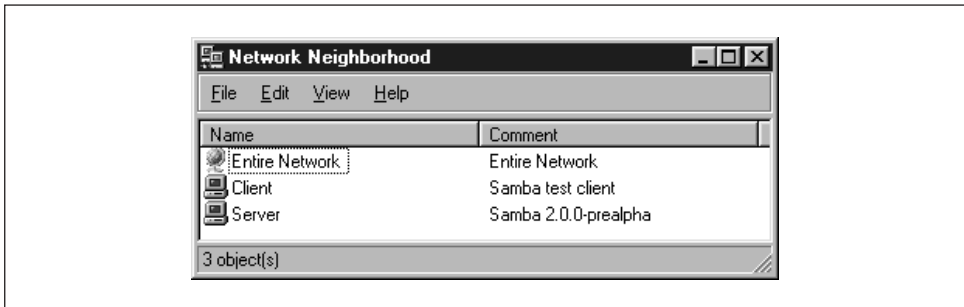 Network Neighborhood
File Edit View Help
Name Comment
Entire Network Entire Network
Client Samba test client
Server Samba 2.0.0-prealpha
3 object(s)